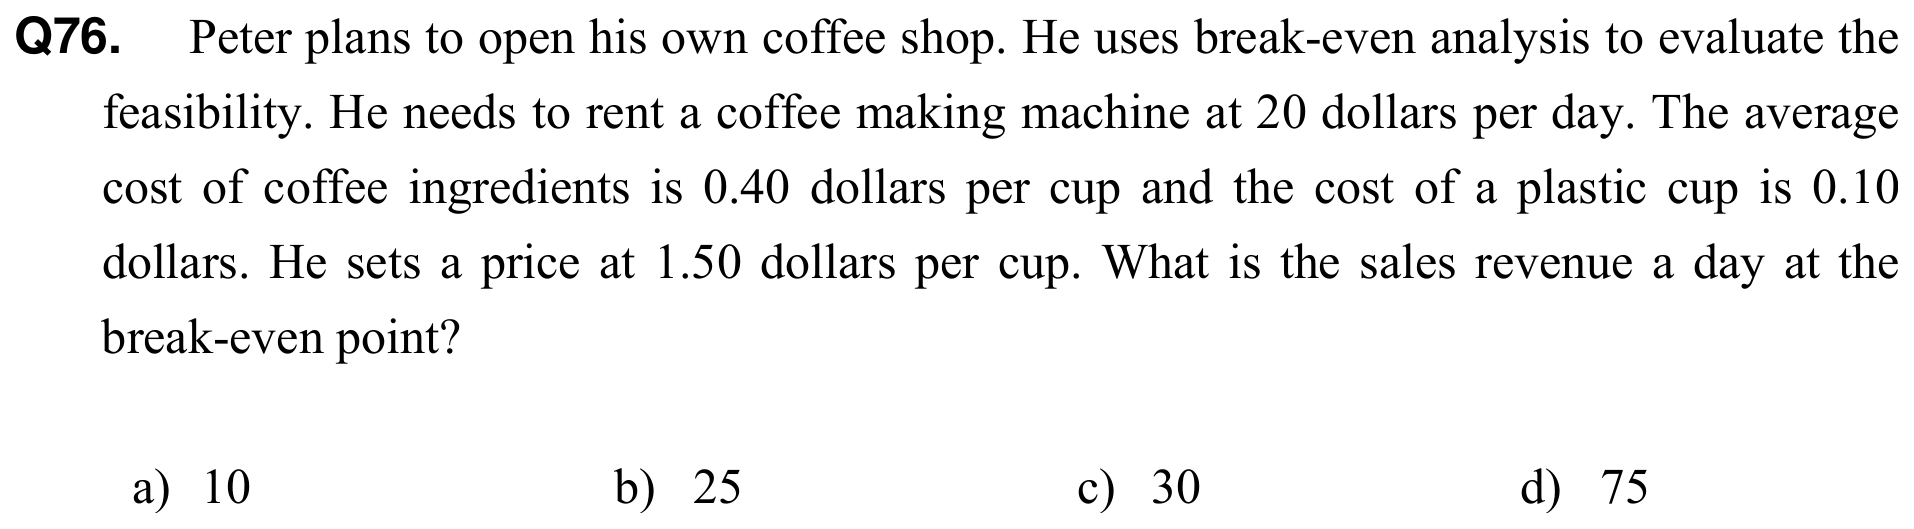 Q76. Peter plans to open his own coffee shop. He uses break-even analysis to evaluate the
feasibility. He needs to rent a coffee making machine at 20 dollars per day. The average
cost of coffee ingredients is 0.40 dollars per cup and the cost of a plastic cup is 0.10
dollars. He sets a price at 1.50 dollars per cup. What is the sales revenue a day at the
break-even point?
a) 10 b) 25 c) 30 d) 75